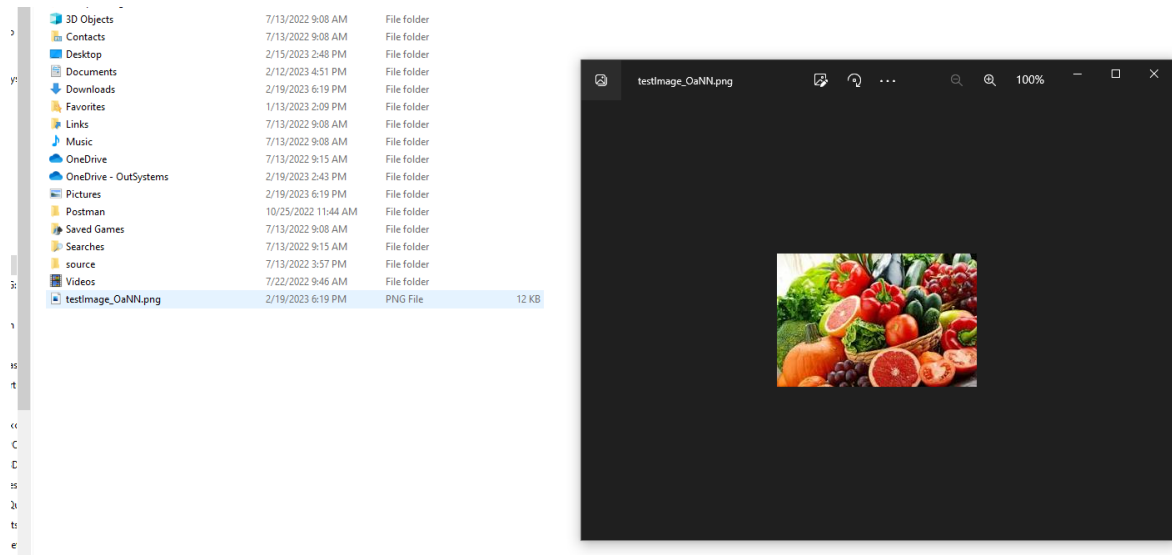 3D Objects 7/13/2022 9:08 AM File folder
Contacts 7/13/2022 9:08 AM File folder
Desktop 2/15/2023 2:48 PM File folder
Documents 2/12/2023 4:51 PM File folder
Downloads 2/19/2023 6:19 PM File folder
Favorites 1/13/2023 2:09 PM File folder
Links 7/13/2022 9:08 AM File folder
Music 7/13/2022 9:08 AM File folder
OneDrive 7/13/2022 9:15 AM File folder
OneDrive - OutSystems 2/19/2023 2:43 PM File folder
Pictures 2/19/2023 6:19 PM File folder
Postman 10/25/2022 11:44 AM File folder
Saved Games 7/13/2022 9:08 AM File folder
Searches 7/13/2022 9:15 AM File folder
source 7/13/2022 3:57 PM File folder
Videos 7/22/2022 9:46 AM File folder
testImage_OaNN.png 2/19/2023 6:19 PM PNG File 12 KB
testImage_OaNN.png 100%